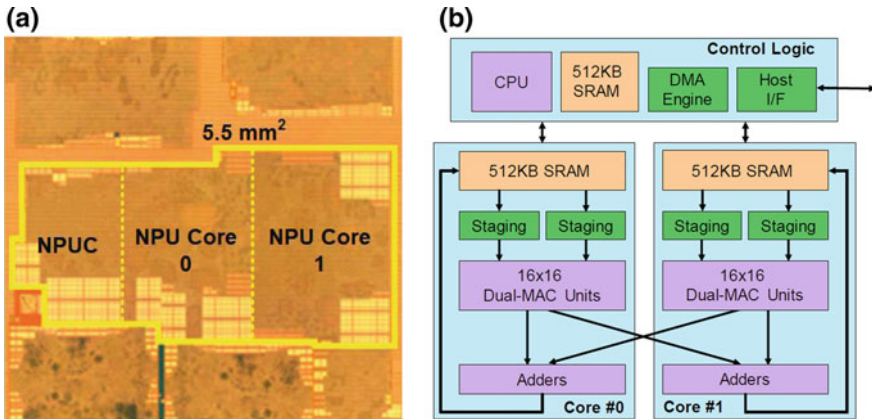 (a)
5.5 mm²
NPUC
NPU Core
0
NPU Core
1
(b)
Control Logic
CPU
512KB
SRAM
DMA
Engine
Host
I/F
512KB SRAM
Staging
Staging
16x16
Dual-MAC Units
Adders
Core #0
512KB SRAM
Staging
Staging
16x16
Dual-MAC Units
Adders
Core #1